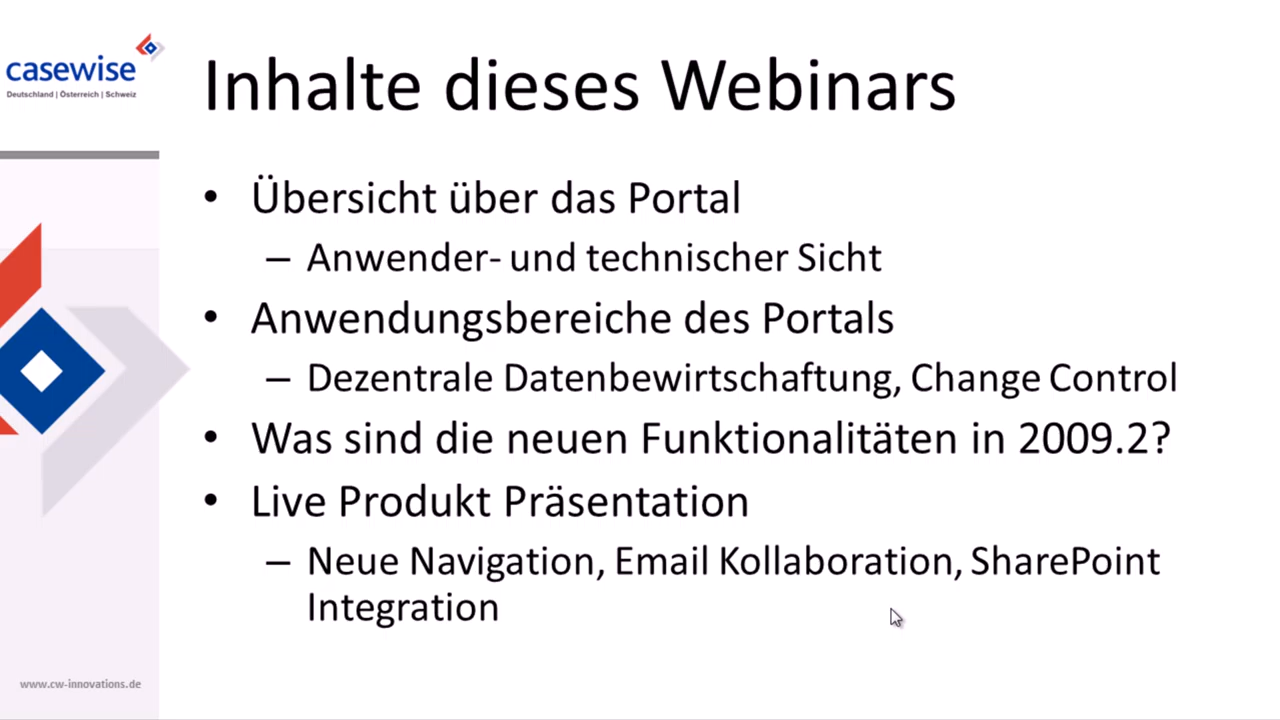 casewise
Deutschland | Österreich | Schweiz
Inhalte dieses Webinars
• Übersicht über das Portal
– Anwender- und technischer Sicht
• Anwendungsbereiche des Portals
– Dezentrale Datenbewirtschaftung, Change Control
• Was sind die neuen Funktionalitäten in 2009.2?
• Live Produkt Präsentation
– Neue Navigation, Email Kollaboration, SharePoint
Integration
www.cw-innovations.de